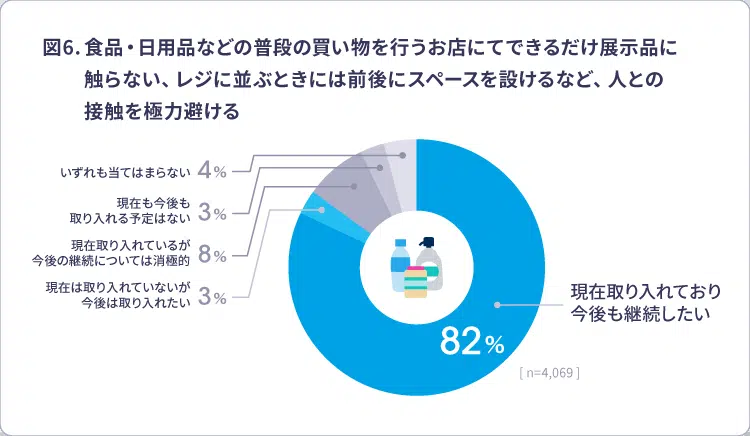 図6. 食品・日用品などの普段の買い物を行うお店にてできるだけ展示品に
触らない、レジに並ぶときには前後にスペースを設けるなど、人との
接触を極力避ける
いずれも当てはまらない 4%
現在も今後も
取り入れる予定はない 3%
現在取り入れているが
今後の継続については消極的 8%
現在は取り入れていないが
今後は取り入れたい 3%
現在取り入れており
今後も継続したい
82%
[ n=4,069 ]